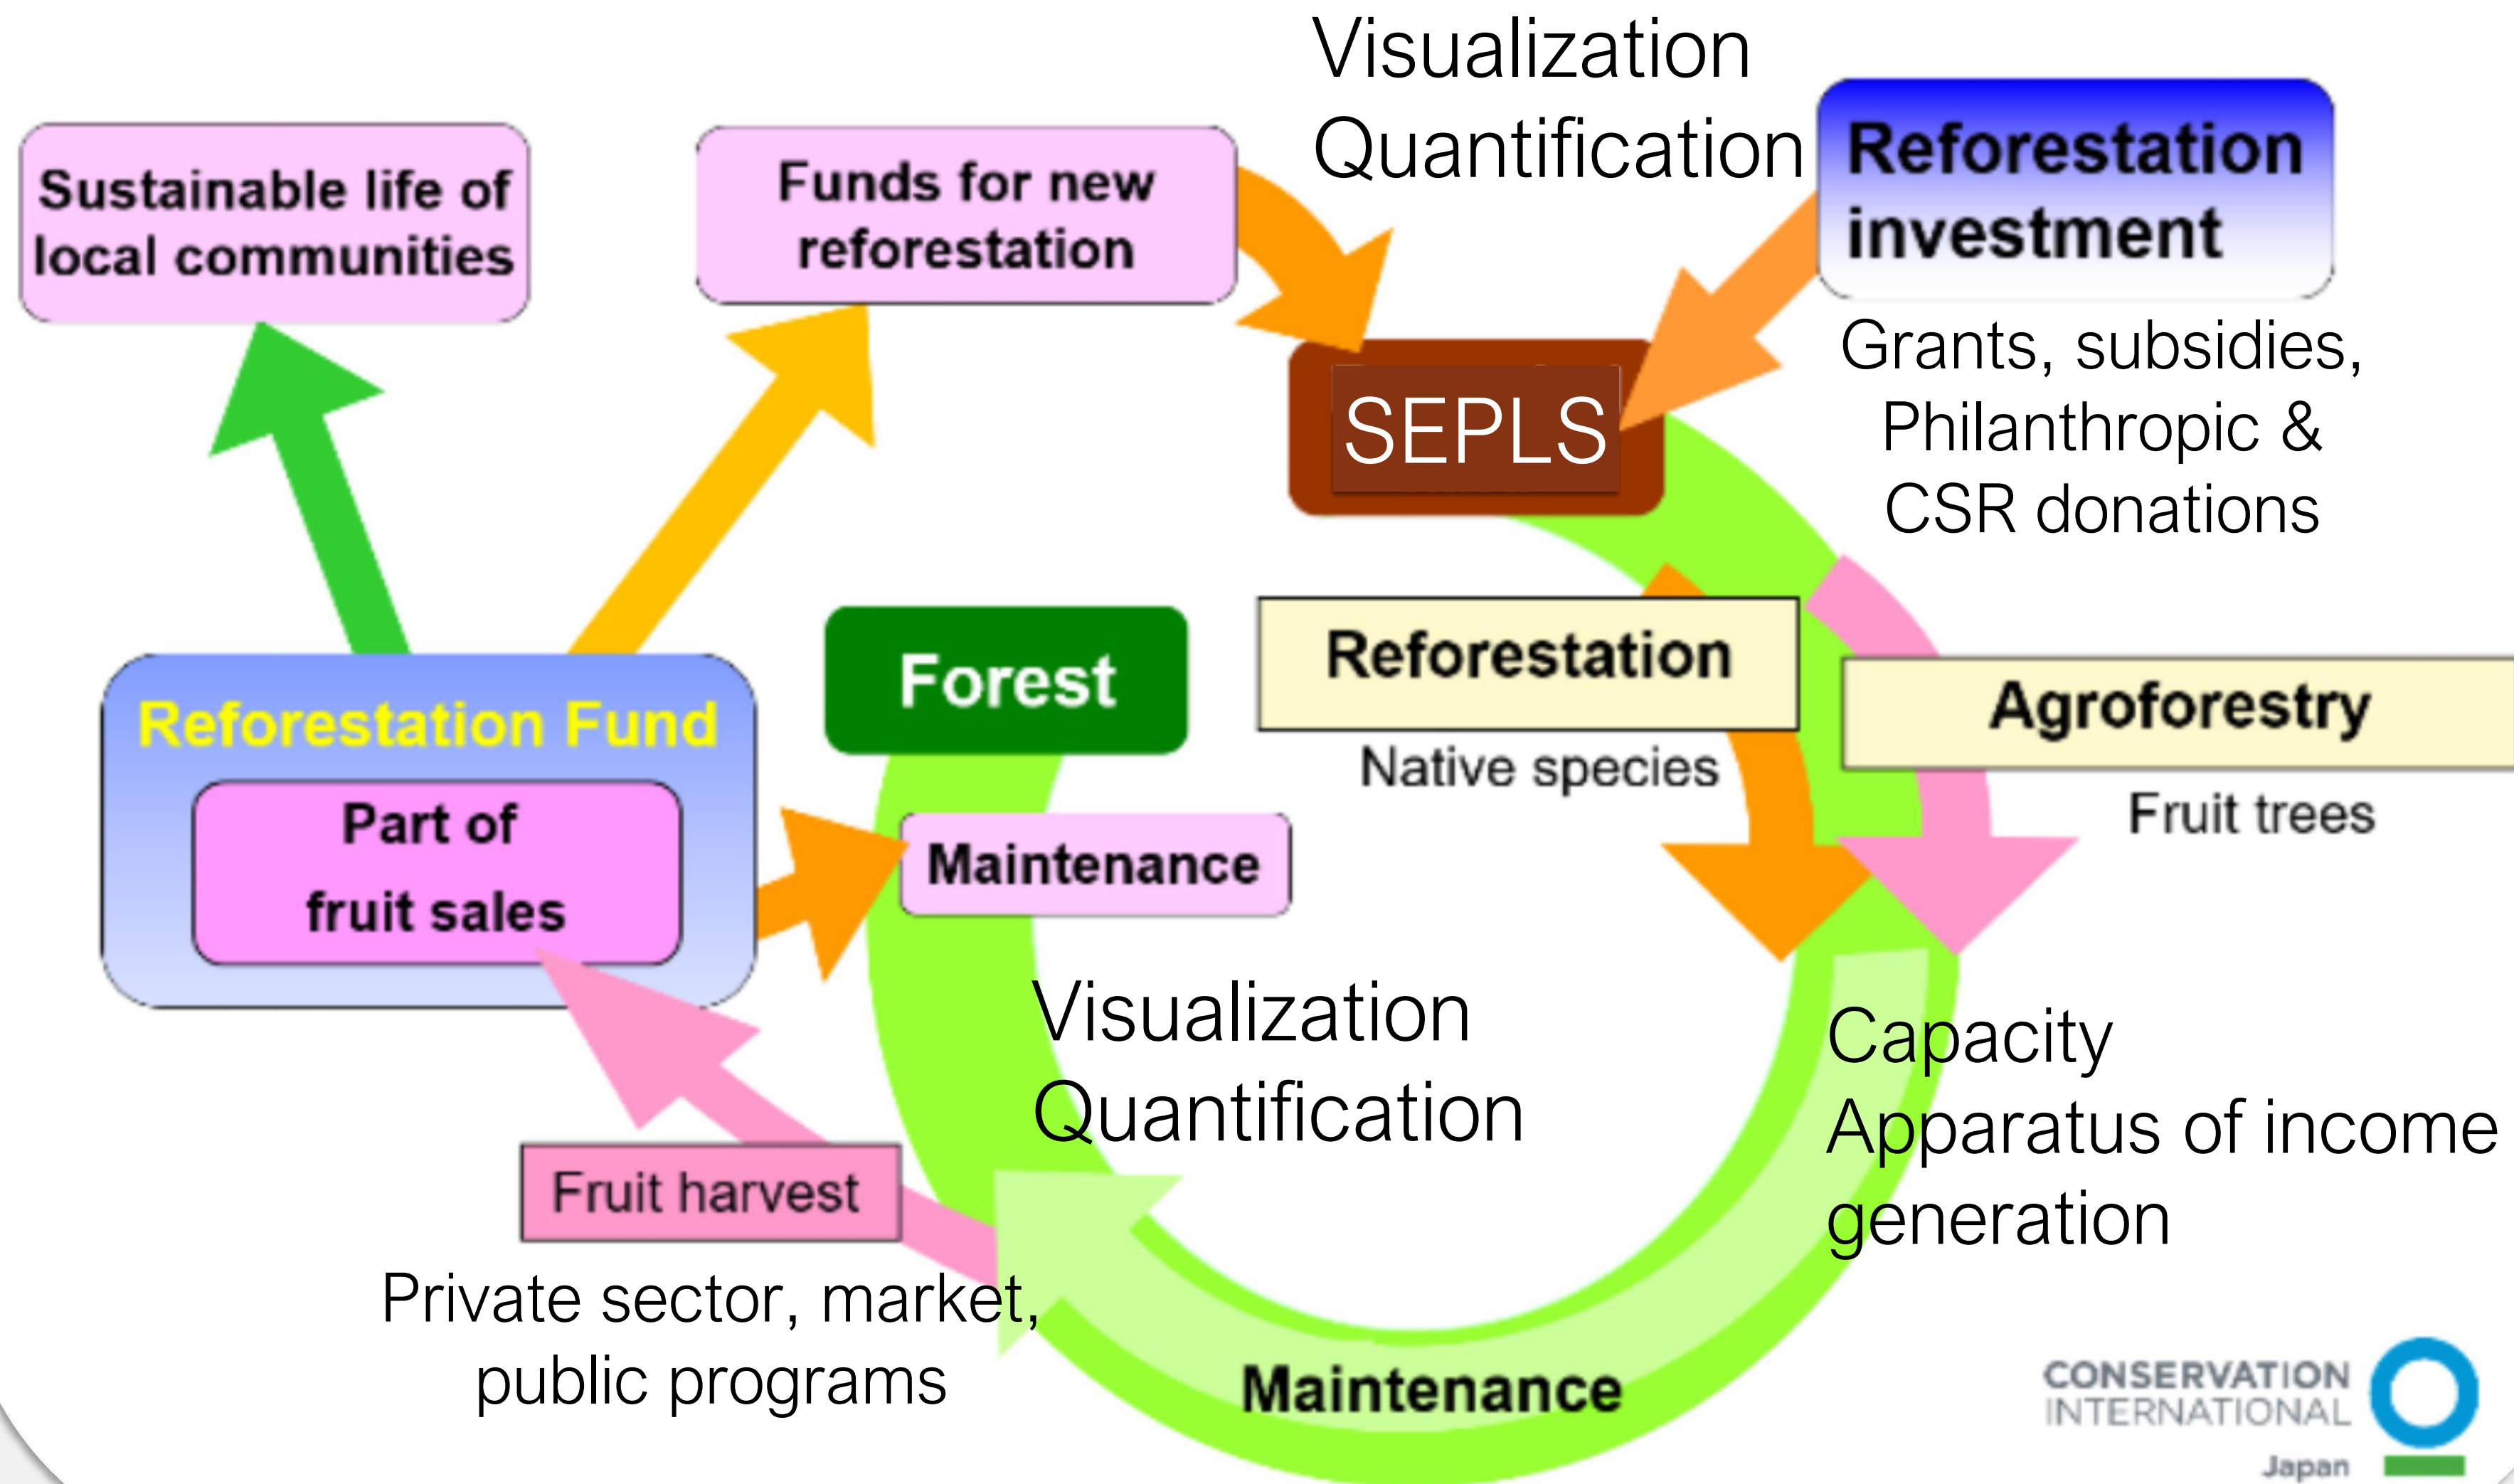 Visualization
Quantification
Sustainable life of
local communities
Funds for new
reforestation
Reforestation
investment
Grants, subsidies,
Philanthropic &
CSR donations
SEPLS
Forest
Reforestation
Native species
Agroforestry
Fruit trees
Reforestation Fund
Part of
fruit sales
Maintenance
Visualization
Quantification
Capacity
Apparatus of income
generation
Fruit harvest
Private sector, market,
public programs
Maintenance
CONSERVATION
INTERNATIONAL
Japan